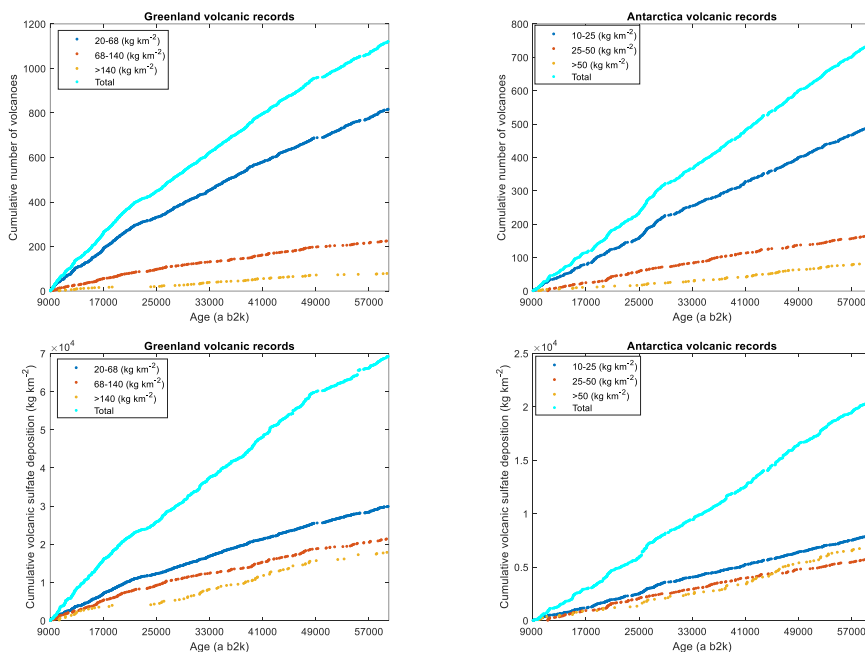 Greenland volcanic records
1200
1000
800
600
400
200
0
Cumulative number of volcanoes
20-68 (kg km-2)
68-140 (kg km-2)
>140 (kg km-2)
Total
9000 17000 25000 33000 41000 49000 57000
Age (a b2k)
Antarctica volcanic records
800
700
600
500
400
300
200
100
0
Cumulative number of volcanoes
10-25 (kg km-2)
25-50 (kg km-2)
>50 (kg km-2)
Total
9000 17000 25000 33000 41000 49000 57000
Age (a b2k)
Greenland volcanic records
×10^4
7
6
5
4
3
2
1
0
Cumulative volcanic sulfate deposition (kg km-2)
20-68 (kg km-2)
68-140 (kg km-2)
>140 (kg km-2)
Total
9000 17000 25000 33000 41000 49000 57000
Age (a b2k)
Antarctica volcanic records
×10^4
2.5
2
1.5
1
0.5
0
Cumulative volcanic sulfate deposition (kg km-2)
10-25 (kg km-2)
25-50 (kg km-2)
>50 (kg km-2)
Total
9000 17000 25000 33000 41000 49000 57000
Age (a b2k)